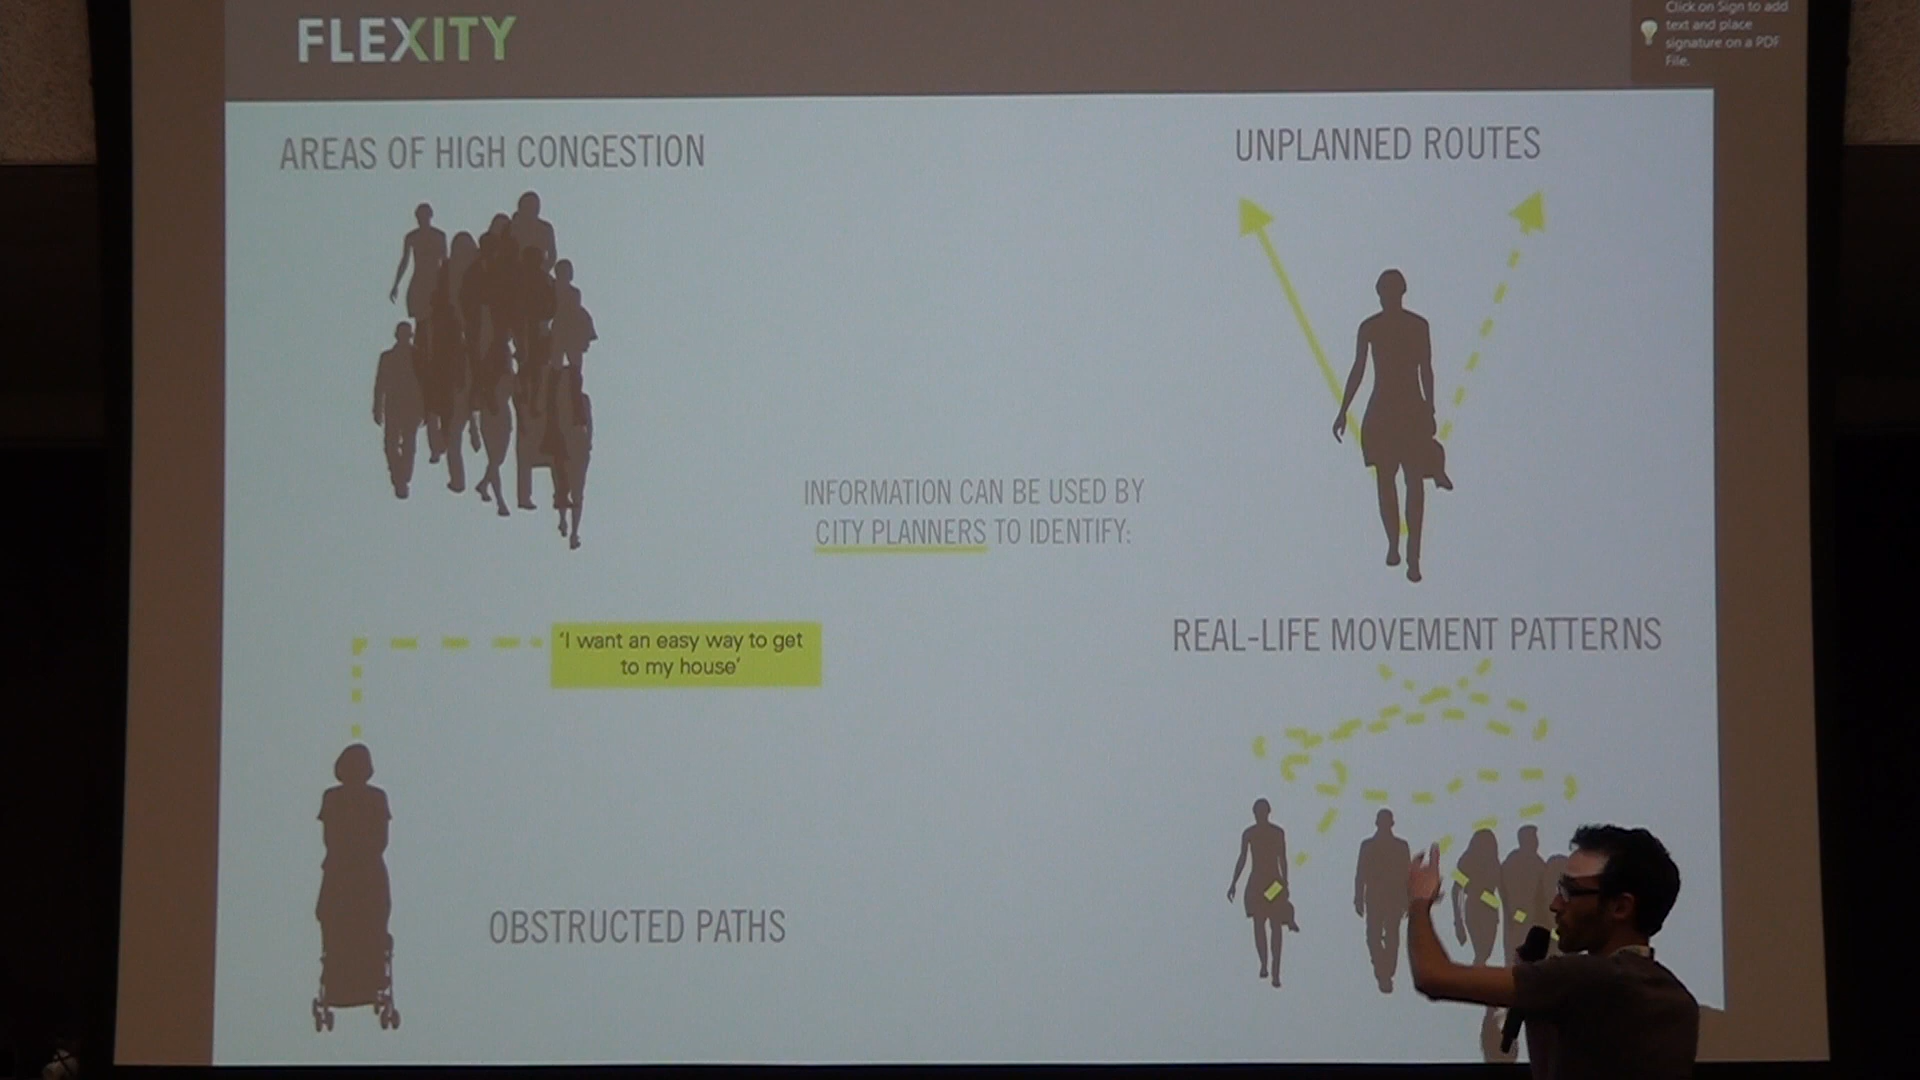 FLEXITY
Click on Sign to add
text and place
signature on a PDF
File.
AREAS OF HIGH CONGESTION
UNPLANNED ROUTES
INFORMATION CAN BE USED BY
CITY PLANNERS TO IDENTIFY:
'I want an easy way to get
to my house'
REAL-LIFE MOVEMENT PATTERNS
OBSTRUCTED PATHS